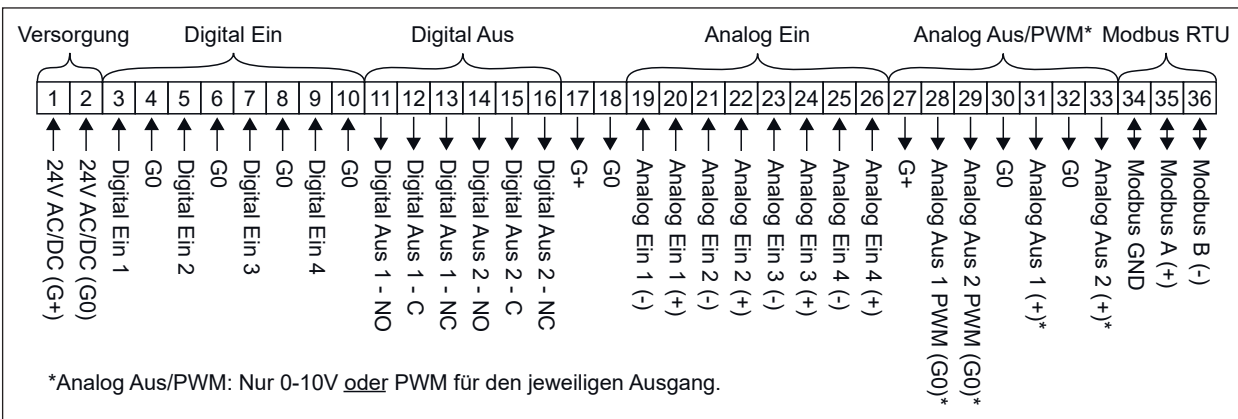 Versorgung Digital Ein Digital Aus Analog Ein Analog Aus/PWM* Modbus RTU
1 2 3 4 5 6 7 8 9 10 11 12 13 14 15 16 17 18 19 20 21 22 23 24 25 26 27 28 29 30 31 32 33 34 35 36
24V AC/DC (G+)
24V AC/DC (G0)
Digital Ein 1
G0
Digital Ein 2
G0
Digital Ein 3
G0
Digital Ein 4
G0
Digital Aus 1 - NO
Digital Aus 1 - C
Digital Aus 1 - NC
Digital Aus 2 - NO
Digital Aus 2 - C
Digital Aus 2 - NC
G+
G0
Analog Ein 1 (-)
Analog Ein 1 (+)
Analog Ein 2 (-)
Analog Ein 2 (+)
Analog Ein 3 (-)
Analog Ein 3 (+)
Analog Ein 4 (-)
Analog Ein 4 (+)
G+
Analog Aus 1 PWM (G0)*
Analog Aus 2 PWM (G0)*
G0
Analog Aus 1 (+)*
G0
Analog Aus 2 (+)*
Modbus GND
Modbus A (+)
Modbus B (-)
*Analog Aus/PWM: Nur 0-10V oder PWM für den jeweiligen Ausgang.